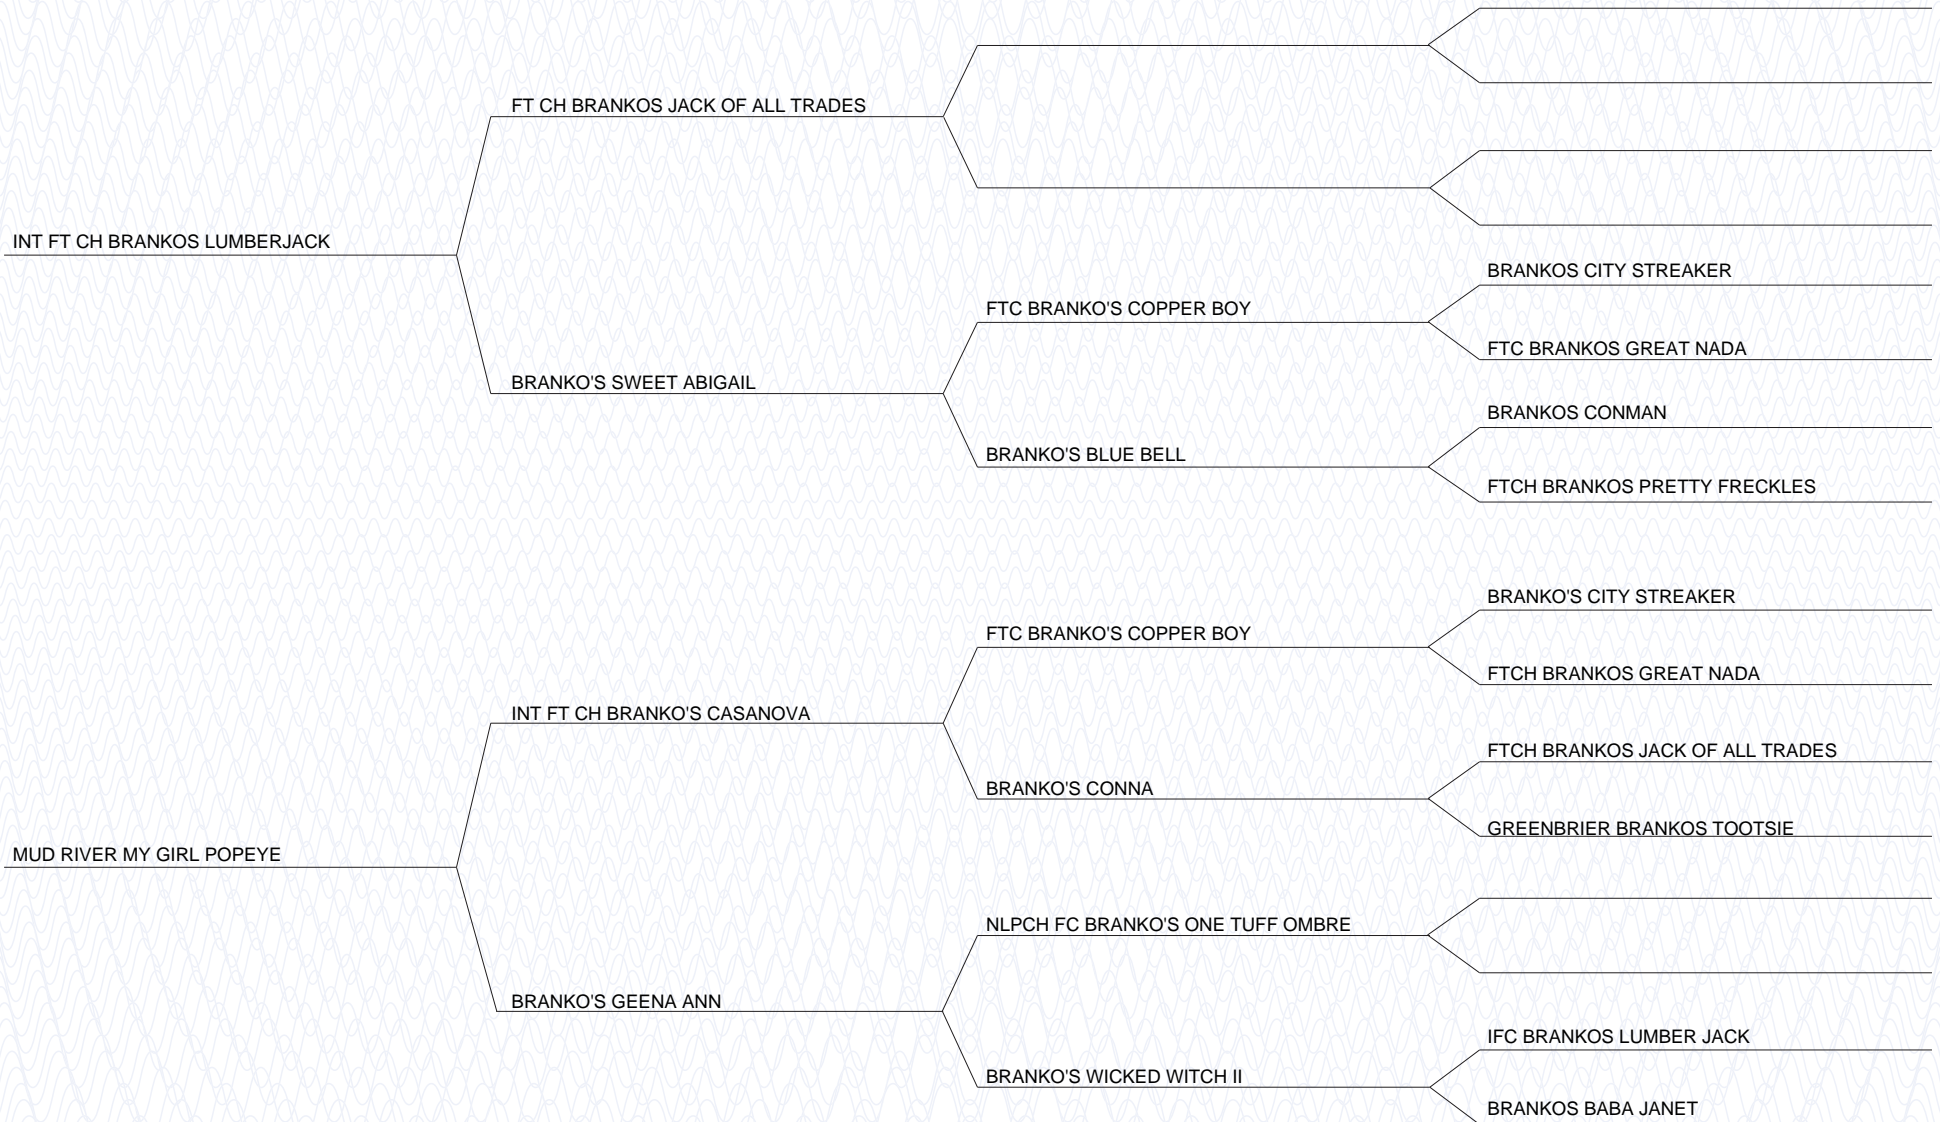 FT CH BRANKOS JACK OF ALL TRADES
INT FT CH BRANKOS LUMBERJACK
BRANKOS CITY STREAKER
FTC BRANKO'S COPPER BOY
FTC BRANKOS GREAT NADA
BRANKO'S SWEET ABIGAIL
BRANKOS CONMAN
BRANKO'S BLUE BELL
FTCH BRANKOS PRETTY FRECKLES
BRANKO'S CITY STREAKER
FTC BRANKO'S COPPER BOY
FTCH BRANKOS GREAT NADA
INT FT CH BRANKO'S CASANOVA
FTCH BRANKOS JACK OF ALL TRADES
BRANKO'S CONNA
GREENBRIER BRANKOS TOOTSIE
MUD RIVER MY GIRL POPEYE
NLPCH FC BRANKO'S ONE TUFF OMBRE
BRANKO'S GEENA ANN
IFC BRANKOS LUMBER JACK
BRANKO'S WICKED WITCH II
BRANKOS BABA JANET